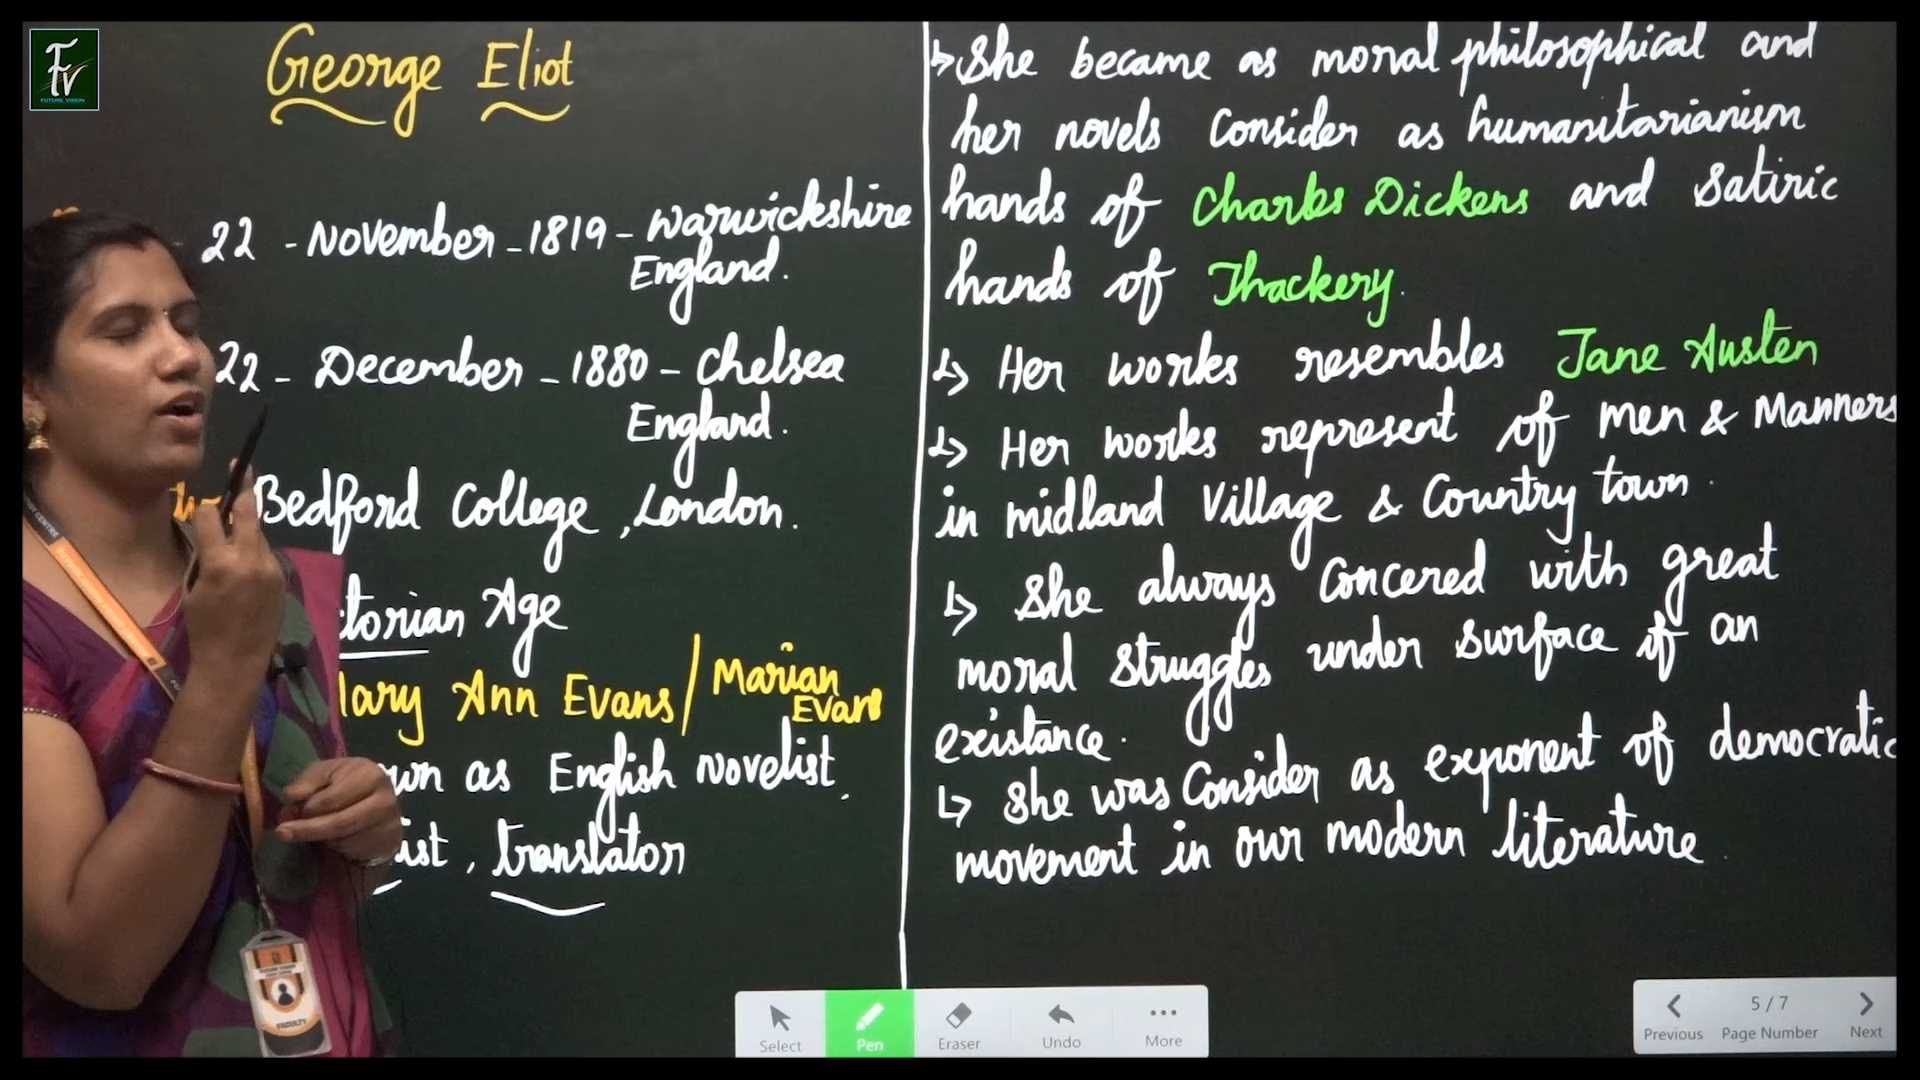 FV
FUTURE VISION
George Eliot
22 - November - 1819 - Warwickshire
England.
22 - December - 1880 - Chelsea
England.
Bedford College, London.
Age
Ann Evans / Marian
Evans
as English novelist,
, translator
↳ She became as moral philosophical and
her novels consider as humanitarianism
hands of Charles Dickens and Satiric
hands of Thackery.
↳ Her works resembles Jane Austen
↳ Her works represent of men & Manners
in midland Village & Country town.
↳ She always concered with great
moral struggles under surface of an
existance.
↳ She was Consider as exponent of democratic
movement in our modern literature
FACULTY
Select
Pen
Eraser
Undo
More
Previous
5 / 7
Page Number
Next